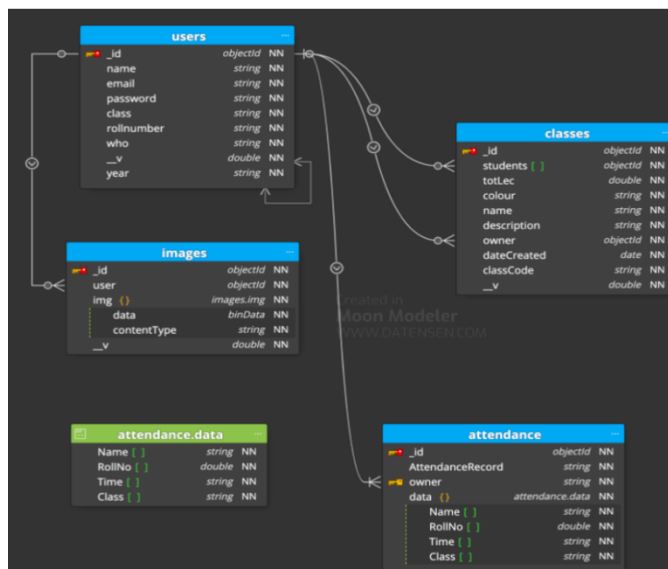 users ...
_id objectId NN
name string NN
email string NN
password string NN
class string NN
rollnumber string NN
who string NN
__v double NN
year string NN
classes ...
_id objectId NN
students [ ] objectId NN
totLec double NN
colour string NN
name string NN
description string NN
owner objectId NN
dateCreated date NN
classCode string NN
__v double NN
images ...
_id objectId NN
user objectId NN
img {} images.img NN
data binData NN
contentType string NN
__v double NN
Created in
Moon Modeler
WWW.DATENSEN.COM
attendance.data ...
Name [ ] string NN
RollNo [ ] double NN
Time [ ] string NN
Class [ ] string NN
attendance ...
_id objectId NN
AttendanceRecord string NN
owner string NN
data {} attendance.data NN
Name [ ] string NN
RollNo [ ] double NN
Time [ ] string NN
Class [ ] string NN